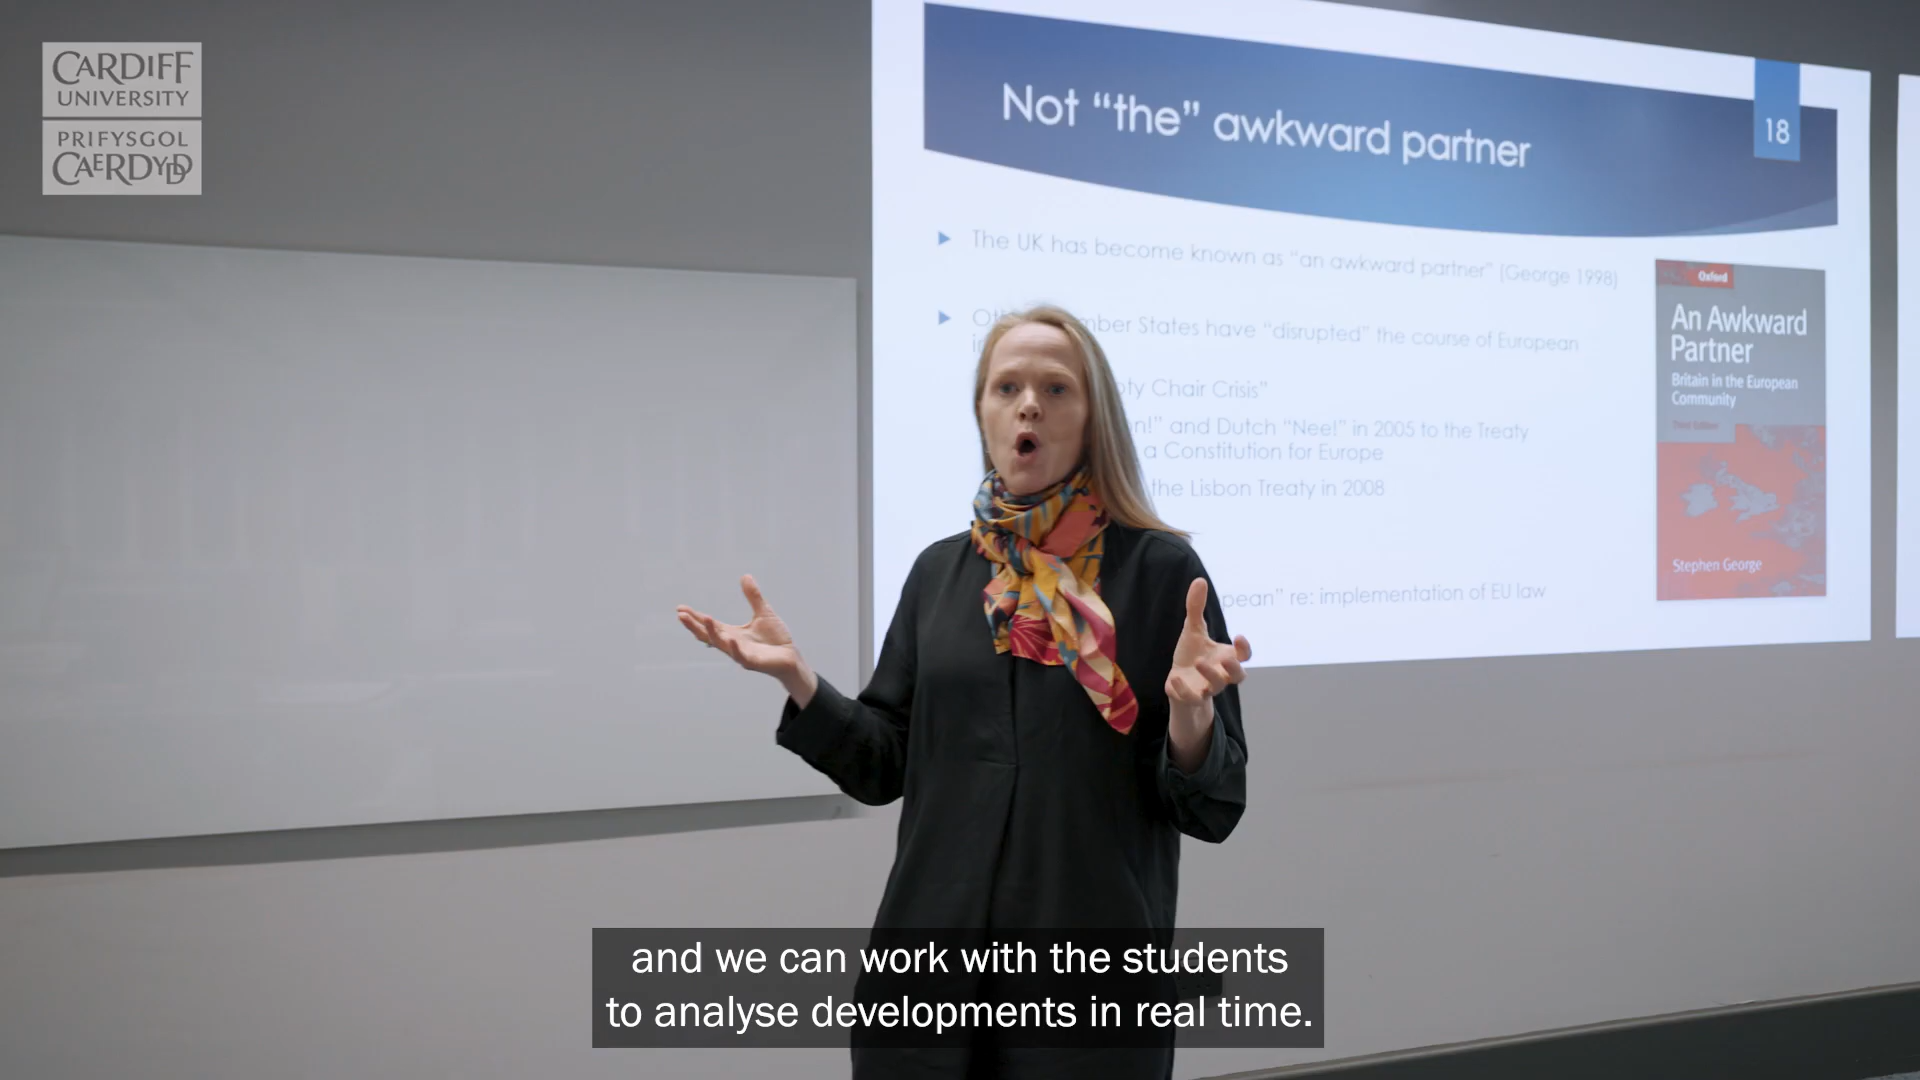 CARDIFF
UNIVERSITY
PRIFYSGOL
CAERDYDD
Not “the” awkward partner
18
The UK has become known as “an awkward partner” (George 1998)
States have “disrupted” the course of European
Chair Crisis”
and Dutch “Nee!” in 2005 to the Treaty
a Constitution for Europe
the Lisbon Treaty in 2008
re: implementation of EU law
Oxford
An Awkward
Partner
Britain in the European
Community
Third Edition
Stephen George
and we can work with the students
to analyse developments in real time.